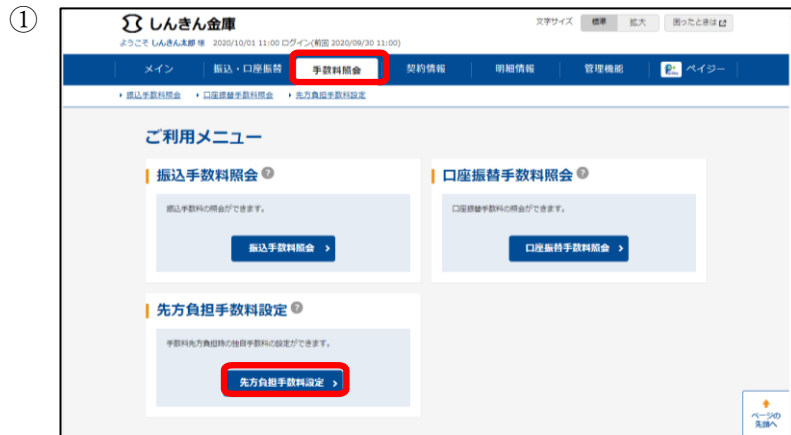 ①
しんきん金庫
文字サイズ 標準 拡大 困ったときは
ようこそ しんきん太郎 様 2020/10/01 11:00 ログイン(前回 2020/09/30 11:00)
メイン 振込・口座振替 手数料照会 契約情報 明細情報 管理機能 ペイジー
振込手数料照会 口座振替手数料照会 先方負担手数料設定
ご利用メニュー
振込手数料照会 ?
振込手数料の照会ができます。
振込手数料照会
口座振替手数料照会 ?
口座振替手数料の照会ができます。
口座振替手数料照会
先方負担手数料設定 ?
手数料先方負担時の独自手数料の設定ができます。
先方負担手数料設定
ページの
先頭へ